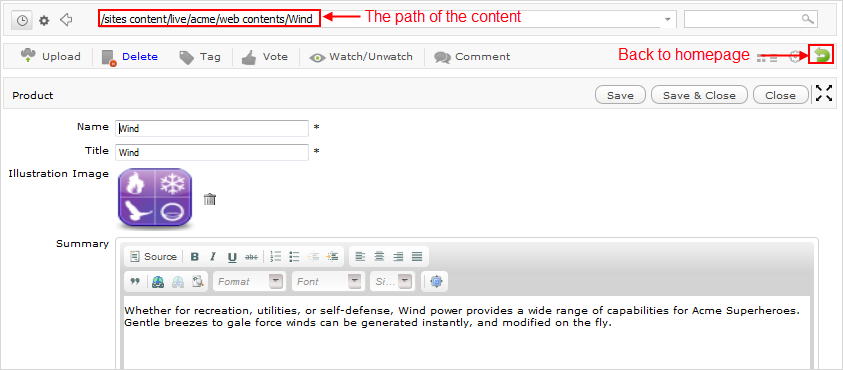 /sites content/live/acme/web contents/Wind The path of the content
Upload Delete Tag Vote Watch/Unwatch Comment Back to homepage
Product Save Save & Close Close
Name Wind *
Title Wind *
Illustration Image
Summary Source B I U abc
Format Font Si...
Whether for recreation, utilities, or self-defense, Wind power provides a wide range of capabilities for Acme Superheroes.
Gentle breezes to gale force winds can be generated instantly, and modified on the fly.